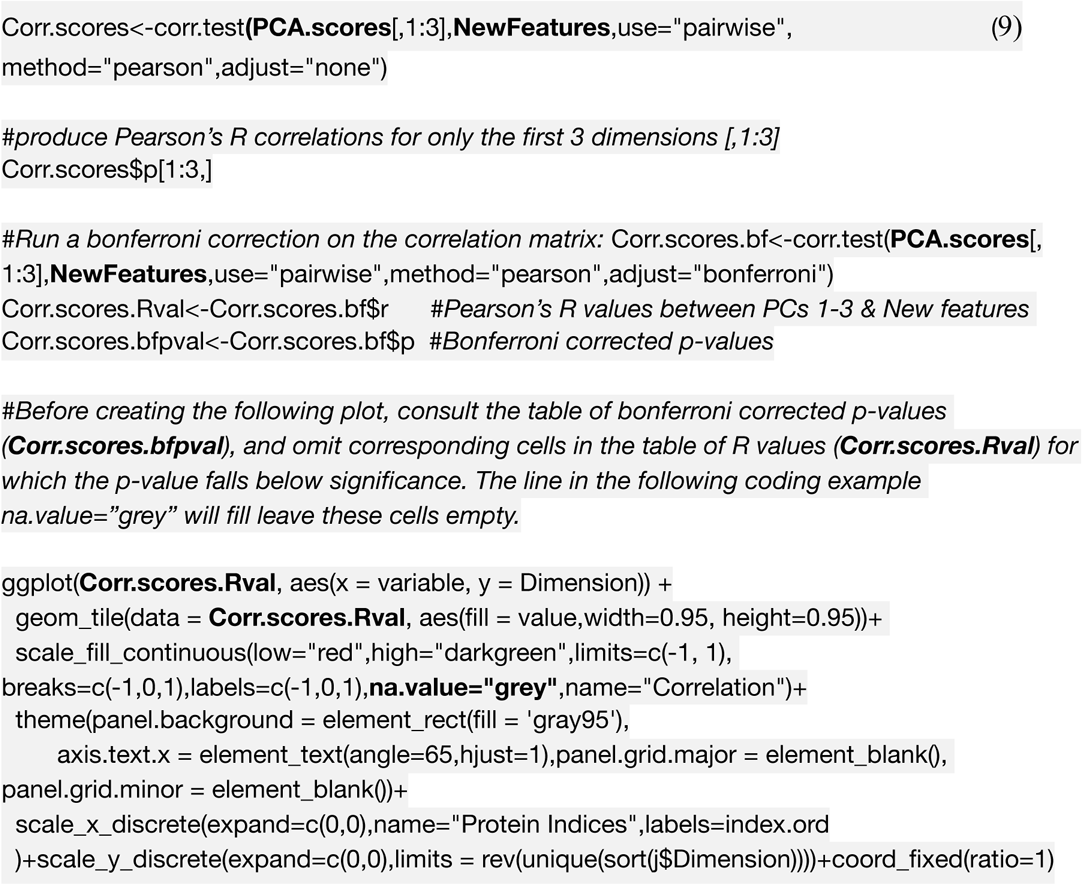 Corr.scores<-corr.test(PCA.scores[,1:3],NewFeatures,use="pairwise", (9)
method="pearson",adjust="none")
#produce Pearson’s R correlations for only the first 3 dimensions [,1:3]
Corr.scores$p[1:3,]
#Run a bonferroni correction on the correlation matrix: Corr.scores.bf<-corr.test(PCA.scores[,
1:3],NewFeatures,use="pairwise",method="pearson",adjust="bonferroni")
Corr.scores.Rval<-Corr.scores.bf$r #Pearson’s R values between PCs 1-3 & New features
Corr.scores.bfpval<-Corr.scores.bf$p #Bonferroni corrected p-values
#Before creating the following plot, consult the table of bonferroni corrected p-values
(Corr.scores.bfpval), and omit corresponding cells in the table of R values (Corr.scores.Rval) for
which the p-value falls below significance. The line in the following coding example
na.value=”grey” will fill leave these cells empty.
ggplot(Corr.scores.Rval, aes(x = variable, y = Dimension)) +
geom_tile(data = Corr.scores.Rval, aes(fill = value,width=0.95, height=0.95))+
scale_fill_continuous(low="red",high="darkgreen",limits=c(-1, 1),
breaks=c(-1,0,1),labels=c(-1,0,1),na.value="grey",name="Correlation")+
theme(panel.background = element_rect(fill = 'gray95'),
axis.text.x = element_text(angle=65,hjust=1),panel.grid.major = element_blank(),
panel.grid.minor = element_blank())+
scale_x_discrete(expand=c(0,0),name="Protein Indices",labels=index.ord
)+scale_y_discrete(expand=c(0,0),limits = rev(unique(sort(j$Dimension))))+coord_fixed(ratio=1)